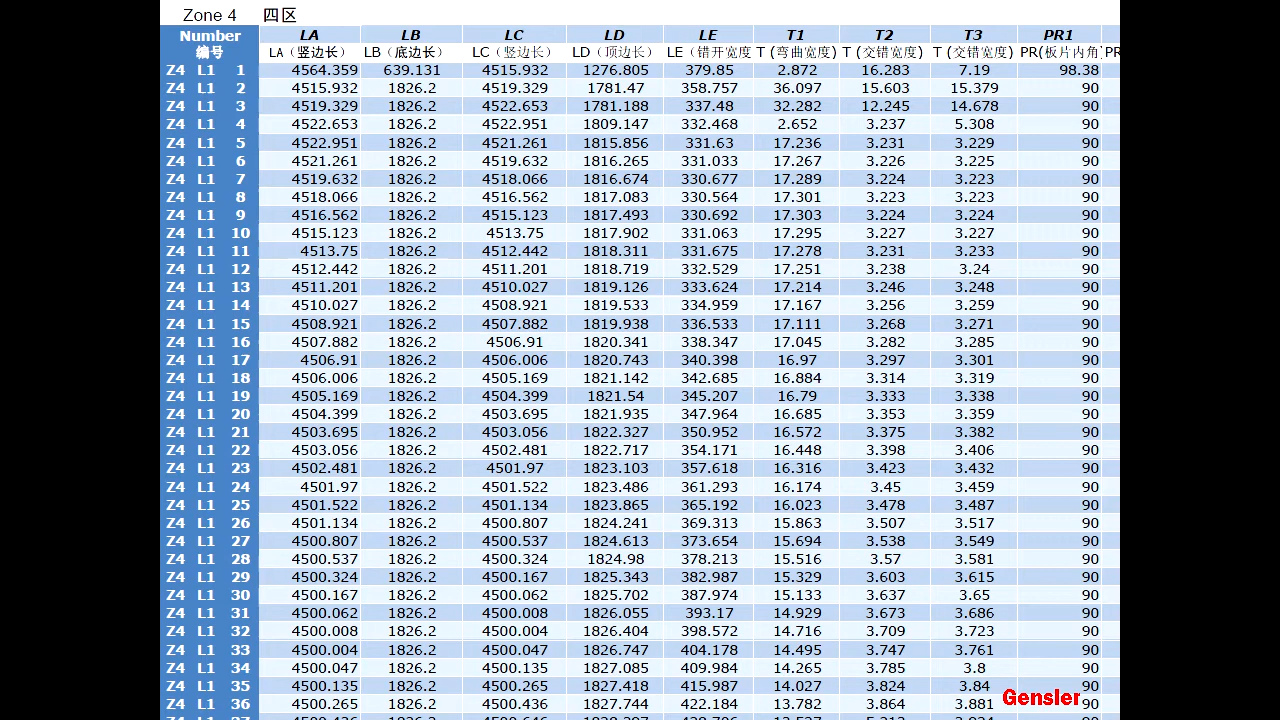 Zone 4 四区
Number LA LB LC LD LE T1 T2 T3 PR1
编号 LA（竖边长） LB（底边长） LC（竖边长） LD（顶边长） LE（错开宽度 T (弯曲宽度) T (交错宽度) T (交错宽度) PR(板片内角 PR
Z4 L1 1 4564.359 639.131 4515.932 1276.805 379.85 2.872 16.283 7.19 98.38
Z4 L1 2 4515.932 1826.2 4519.329 1781.47 358.757 36.097 15.603 15.379 90
Z4 L1 3 4519.329 1826.2 4522.653 1781.188 337.48 32.282 12.245 14.678 90
Z4 L1 4 4522.653 1826.2 4522.951 1809.147 332.468 2.652 3.237 5.308 90
Z4 L1 5 4522.951 1826.2 4521.261 1815.856 331.63 17.236 3.231 3.229 90
Z4 L1 6 4521.261 1826.2 4519.632 1816.265 331.033 17.267 3.226 3.225 90
Z4 L1 7 4519.632 1826.2 4518.066 1816.674 330.677 17.289 3.224 3.223 90
Z4 L1 8 4518.066 1826.2 4516.562 1817.083 330.564 17.301 3.223 3.223 90
Z4 L1 9 4516.562 1826.2 4515.123 1817.493 330.692 17.303 3.223 3.224 90
Z4 L1 10 4515.123 1826.2 4513.75 1817.902 331.063 17.295 3.227 3.227 90
Z4 L1 11 4513.75 1826.2 4512.442 1818.311 331.675 17.278 3.231 3.233 90
Z4 L1 12 4512.442 1826.2 4511.201 1818.719 332.529 17.251 3.238 3.24 90
Z4 L1 13 4511.201 1826.2 4510.027 1819.126 333.624 17.214 3.246 3.248 90
Z4 L1 14 4510.027 1826.2 4508.921 1819.533 334.959 17.167 3.256 3.259 90
Z4 L1 15 4508.921 1826.2 4507.882 1819.938 336.533 17.111 3.268 3.271 90
Z4 L1 16 4507.882 1826.2 4506.91 1820.341 338.347 17.045 3.282 3.285 90
Z4 L1 17 4506.91 1826.2 4506.006 1820.743 340.398 16.97 3.297 3.301 90
Z4 L1 18 4506.006 1826.2 4505.169 1821.142 342.685 16.884 3.314 3.319 90
Z4 L1 19 4505.169 1826.2 4504.399 1821.54 345.207 16.79 3.333 3.338 90
Z4 L1 20 4504.399 1826.2 4503.695 1821.935 347.964 16.685 3.353 3.359 90
Z4 L1 21 4503.695 1826.2 4503.056 1822.327 350.952 16.572 3.375 3.382 90
Z4 L1 22 4503.056 1826.2 4502.481 1822.717 354.171 16.448 3.398 3.406 90
Z4 L1 23 4502.481 1826.2 4501.97 1823.103 357.618 16.316 3.423 3.432 90
Z4 L1 24 4501.97 1826.2 4501.522 1823.486 361.293 16.174 3.45 3.459 90
Z4 L1 25 4501.522 1826.2 4501.134 1823.865 365.192 16.023 3.478 3.487 90
Z4 L1 26 4501.134 1826.2 4500.807 1824.241 369.313 15.863 3.507 3.517 90
Z4 L1 27 4500.807 1826.2 4500.537 1824.613 373.654 15.694 3.538 3.549 90
Z4 L1 28 4500.537 1826.2 4500.324 1824.98 378.213 15.516 3.57 3.581 90
Z4 L1 29 4500.324 1826.2 4500.167 1825.343 382.987 15.329 3.603 3.615 90
Z4 L1 30 4500.167 1826.2 4500.062 1825.702 387.974 15.133 3.637 3.65 90
Z4 L1 31 4500.062 1826.2 4500.008 1826.055 393.17 14.929 3.673 3.686 90
Z4 L1 32 4500.008 1826.2 4500.004 1826.404 398.572 14.716 3.709 3.723 90
Z4 L1 33 4500.004 1826.2 4500.047 1826.747 404.178 14.495 3.747 3.761 90
Z4 L1 34 4500.047 1826.2 4500.135 1827.085 409.984 14.265 3.785 3.8 90
Z4 L1 35 4500.135 1826.2 4500.265 1827.418 415.987 14.027 3.824 3.84 90
Z4 L1 36 4500.265 1826.2 4500.436 1827.744 422.184 13.782 3.864 3.881 90
Gensler